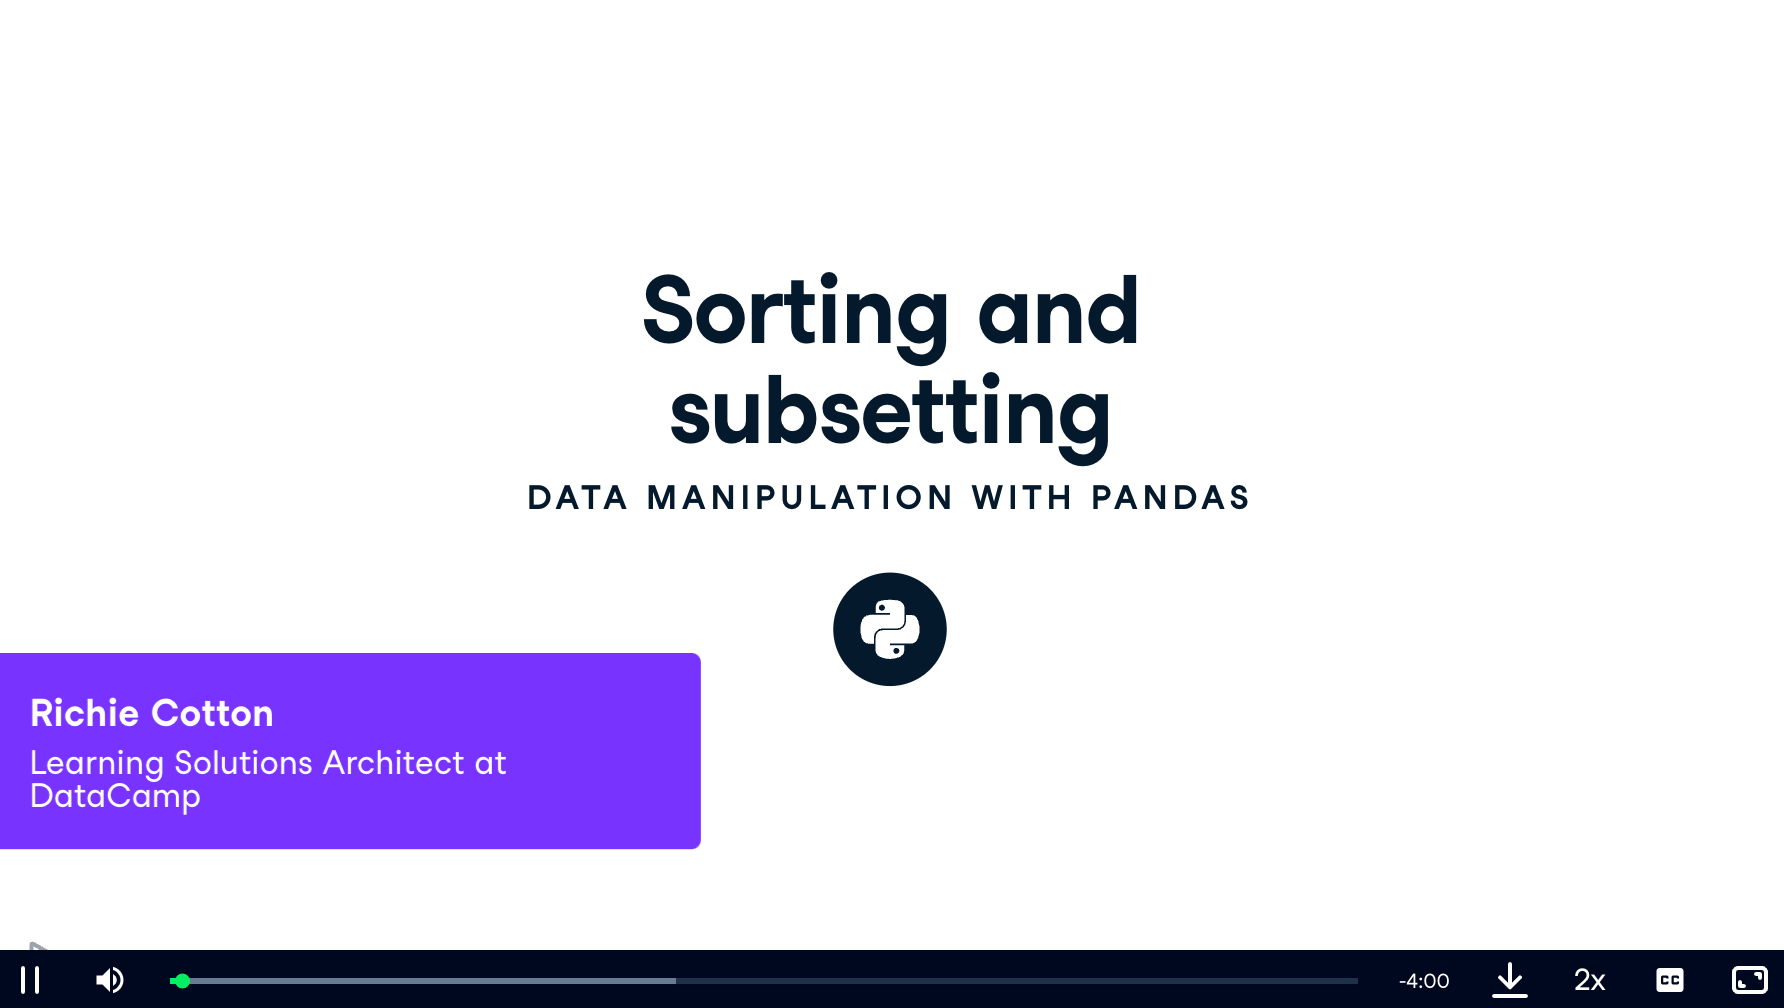 Sorting and
subsetting
DATA MANIPULATION WITH PANDAS
Richie Cotton
Learning Solutions Architect at
DataCamp
-4:00
2x
CC